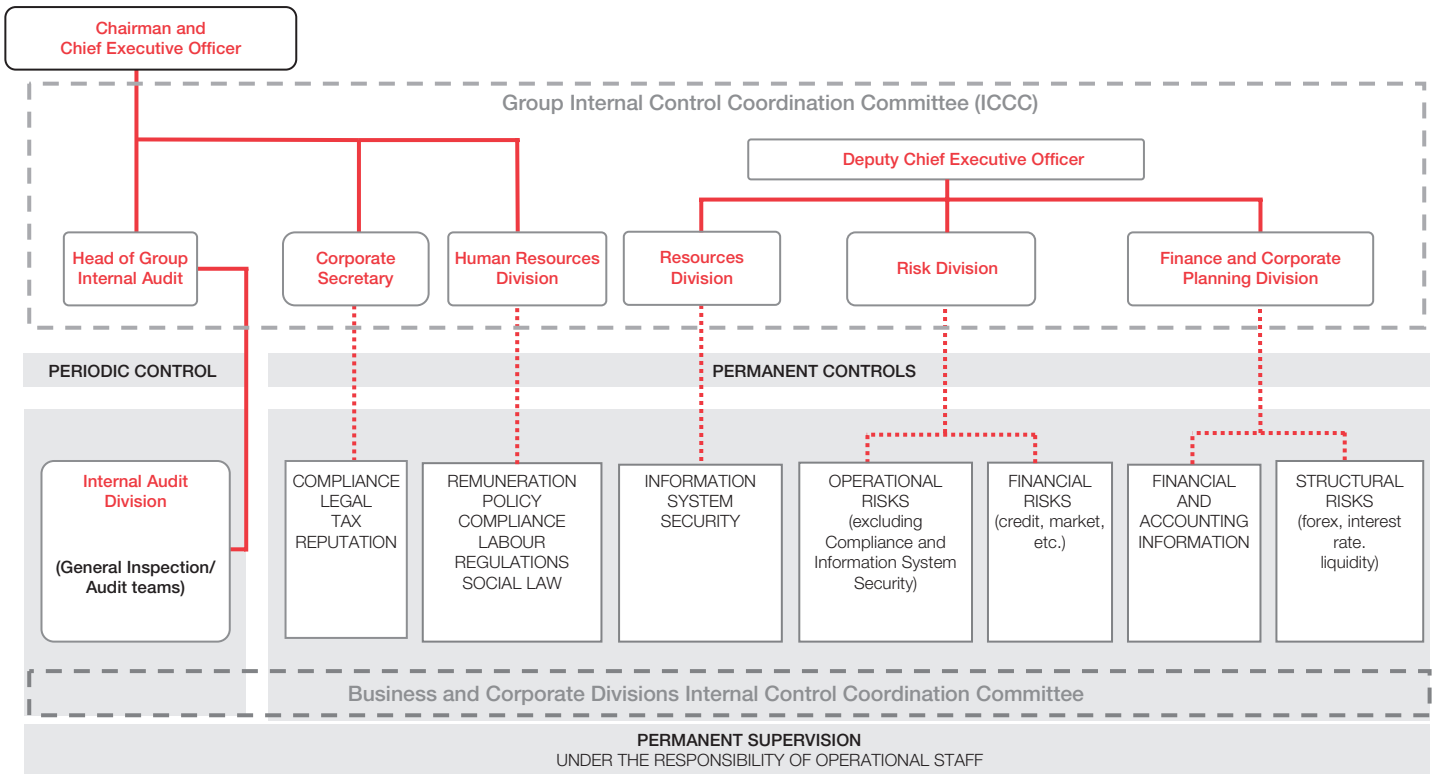 Chairman and
Chief Executive Officer
Group Internal Control Coordination Committee (ICCC)
Deputy Chief Executive Officer
Head of Group
Internal Audit
Corporate
Secretary
Human Resources
Division
Resources
Division
Risk Division
Finance and Corporate
Planning Division
PERIODIC CONTROL
PERMANENT CONTROLS
Internal Audit
Division
(General Inspection/
Audit teams)
COMPLIANCE
LEGAL
TAX
REPUTATION
REMUNERATION
POLICY
COMPLIANCE
LABOUR
REGULATIONS
SOCIAL LAW
INFORMATION
SYSTEM
SECURITY
OPERATIONAL
RISKS
(excluding
Compliance and
Information System
Security)
FINANCIAL
RISKS
(credit, market,
etc.)
FINANCIAL
AND
ACCOUNTING
INFORMATION
STRUCTURAL
RISKS
(forex, interest
rate.
liquidity)
Business and Corporate Divisions Internal Control Coordination Committee
PERMANENT SUPERVISION
UNDER THE RESPONSIBILITY OF OPERATIONAL STAFF